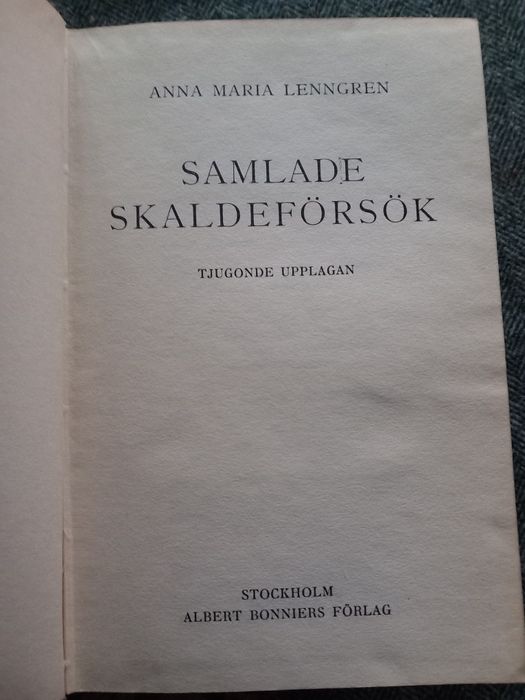 ANNA MARIA LENNGREN
SAMLADE
SKALDEFÖRSÖK
TJUGONDE UPPLAGAN
STOCKHOLM
ALBERT BONNIERS FÖRLAG